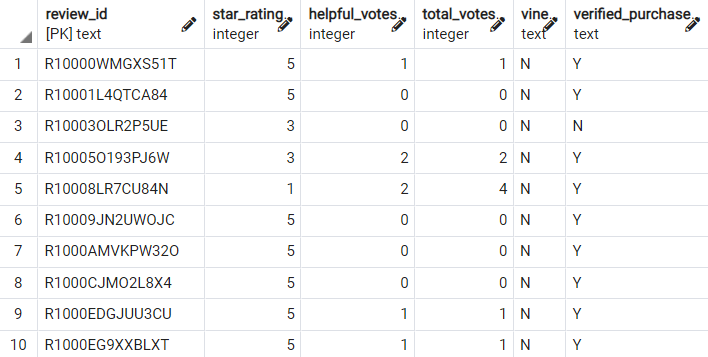 review_id star_rating helpful_votes total_votes vine verified_purchase
[PK] text integer integer integer text text
1 R10000WMGXS51T 5 1 1 N Y
2 R10001L4QTCA84 5 0 0 N Y
3 R10003OLR2P5UE 3 0 0 N N
4 R10005O193PJ6W 3 2 2 N Y
5 R10008LR7CU84N 1 2 4 N Y
6 R10009JN2UWOJC 5 0 0 N Y
7 R1000AMVKPW32O 5 0 0 N Y
8 R1000CJMO2L8X4 5 0 0 N Y
9 R1000EDGJUU3CU 5 1 1 N Y
10 R1000EG9XXBLXT 5 1 1 N Y